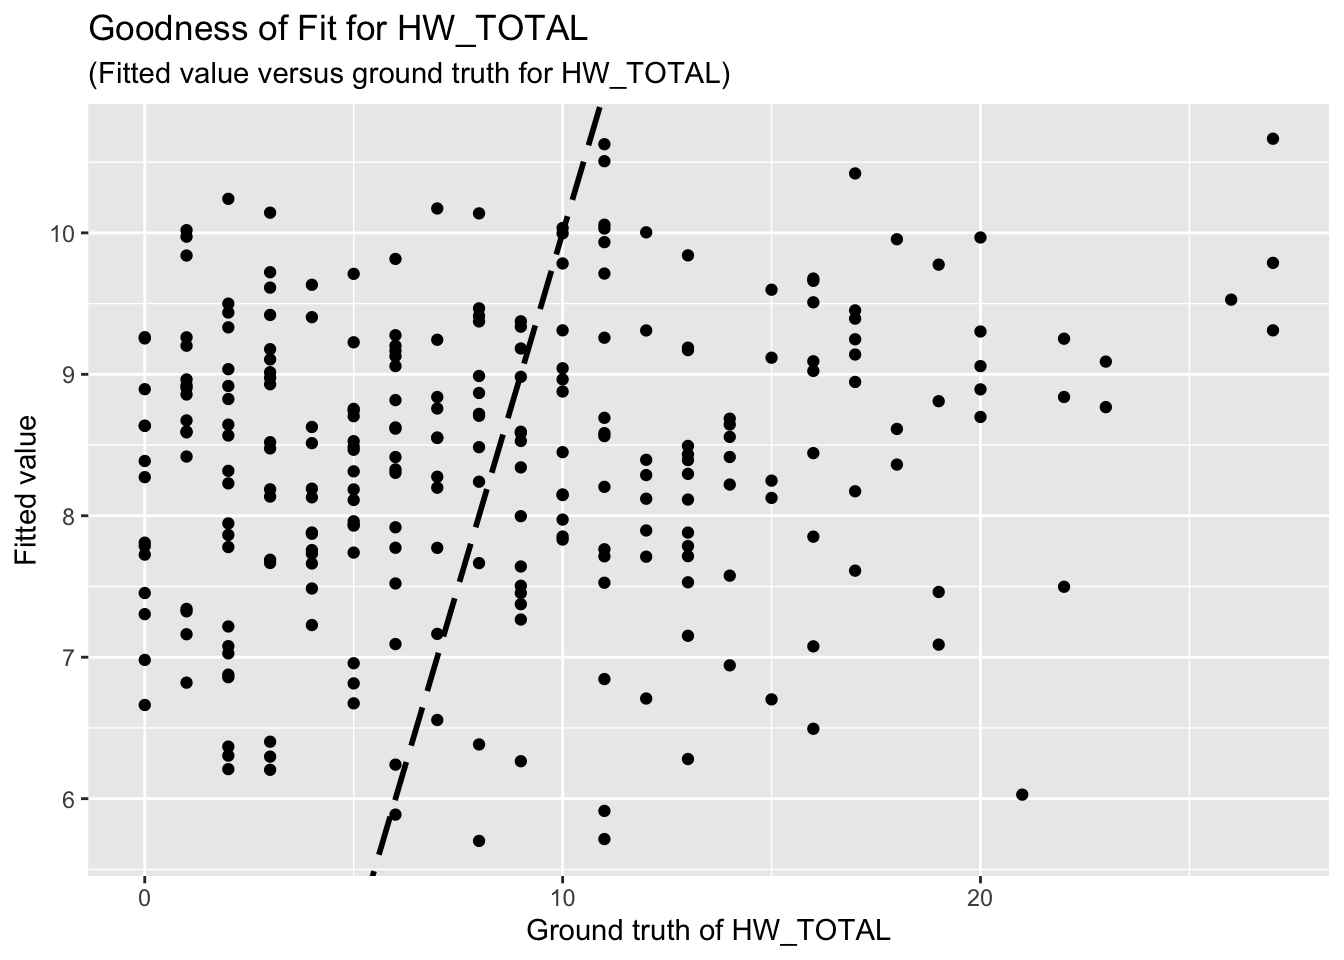 Goodness of Fit for HW_TOTAL
(Fitted value versus ground truth for HW_TOTAL)
10
9
8
7
6
Fitted value
0 10 20
Ground truth of HW_TOTAL